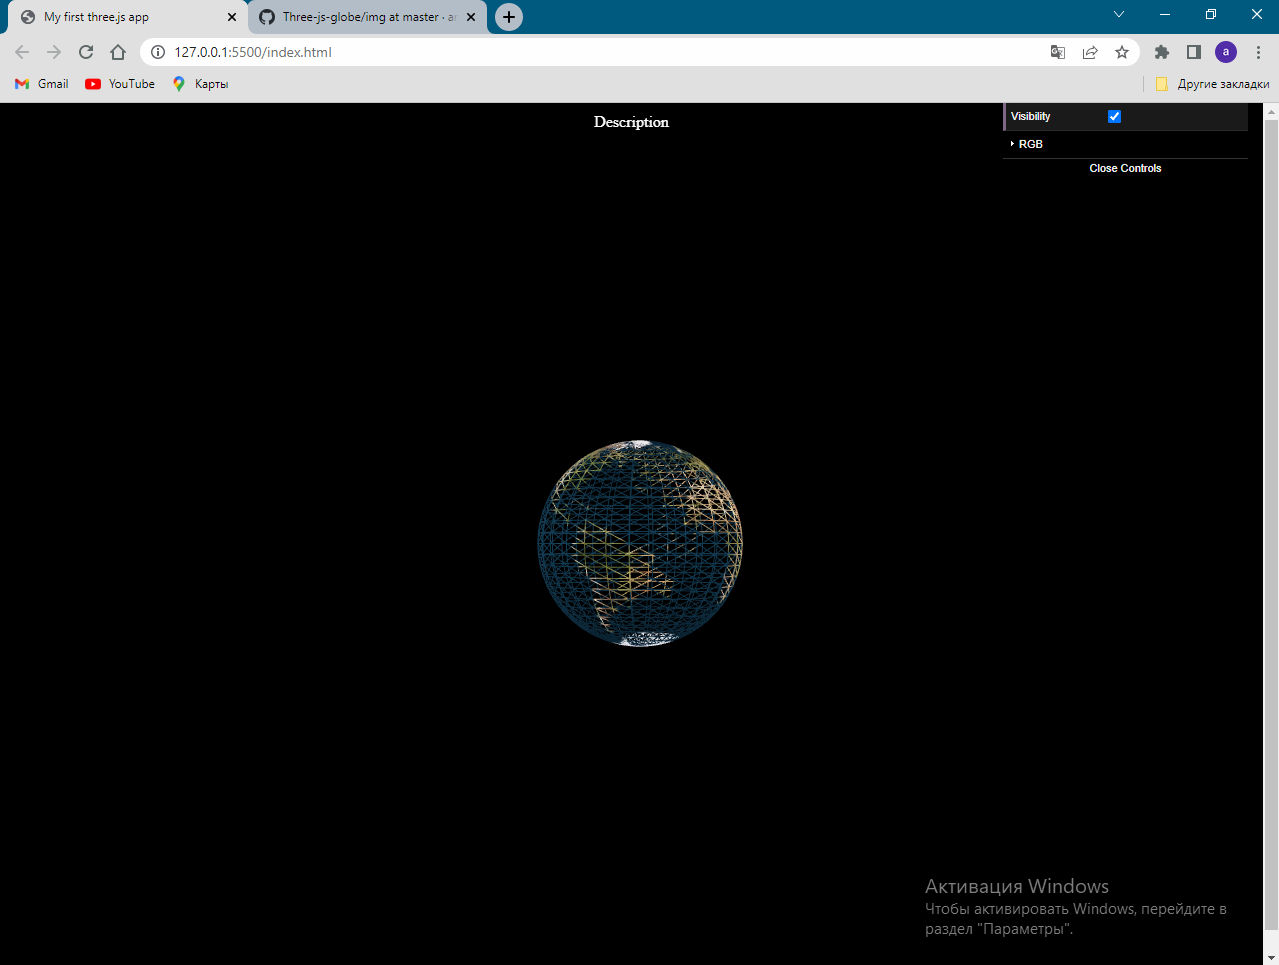 My first three.js app
Three-js-globe/img at master · ar
127.0.0.1:5500/index.html
a
Gmail
YouTube
Карты
Другие закладки
Description
Visibility
RGB
Close Controls
Активация Windows
Чтобы активировать Windows, перейдите в
раздел "Параметры".